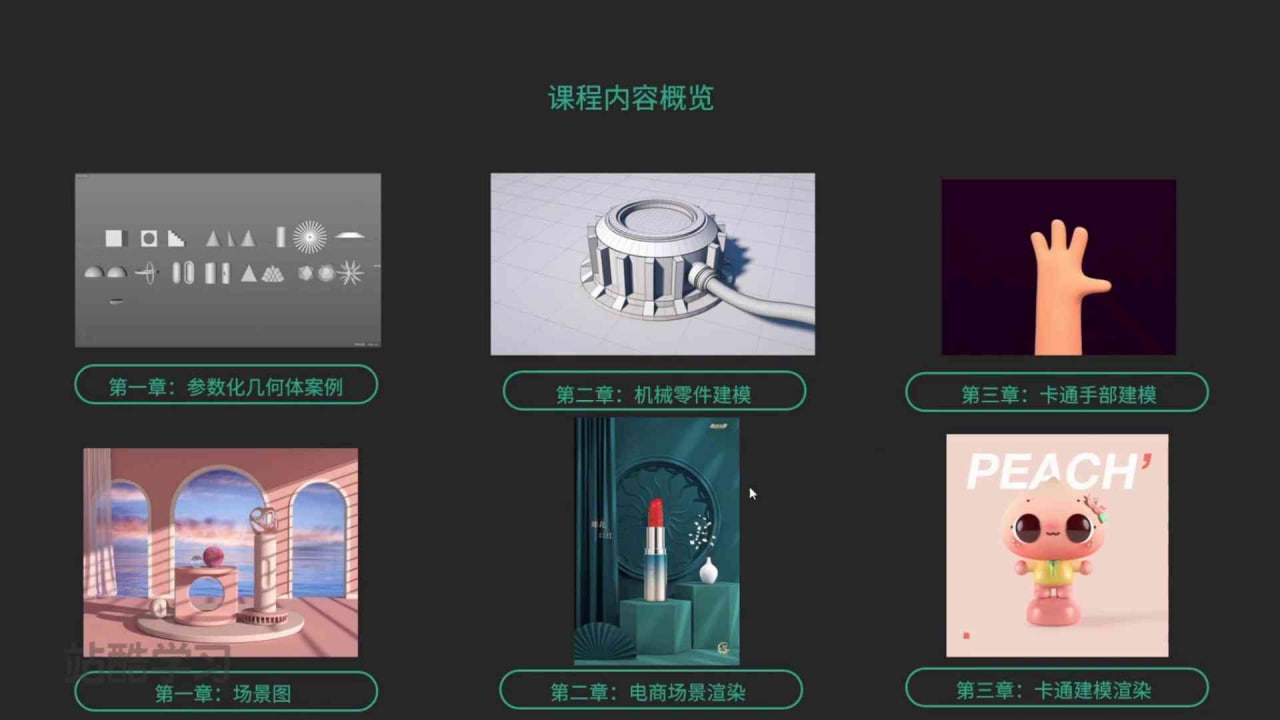 课程内容概览
第一章：参数化几何体案例
第二章：机械零件建模
第三章：卡通手部建模
PEACH’
站酷学习
第一章：场景图
第二章：电商场景渲染
第三章：卡通建模渲染